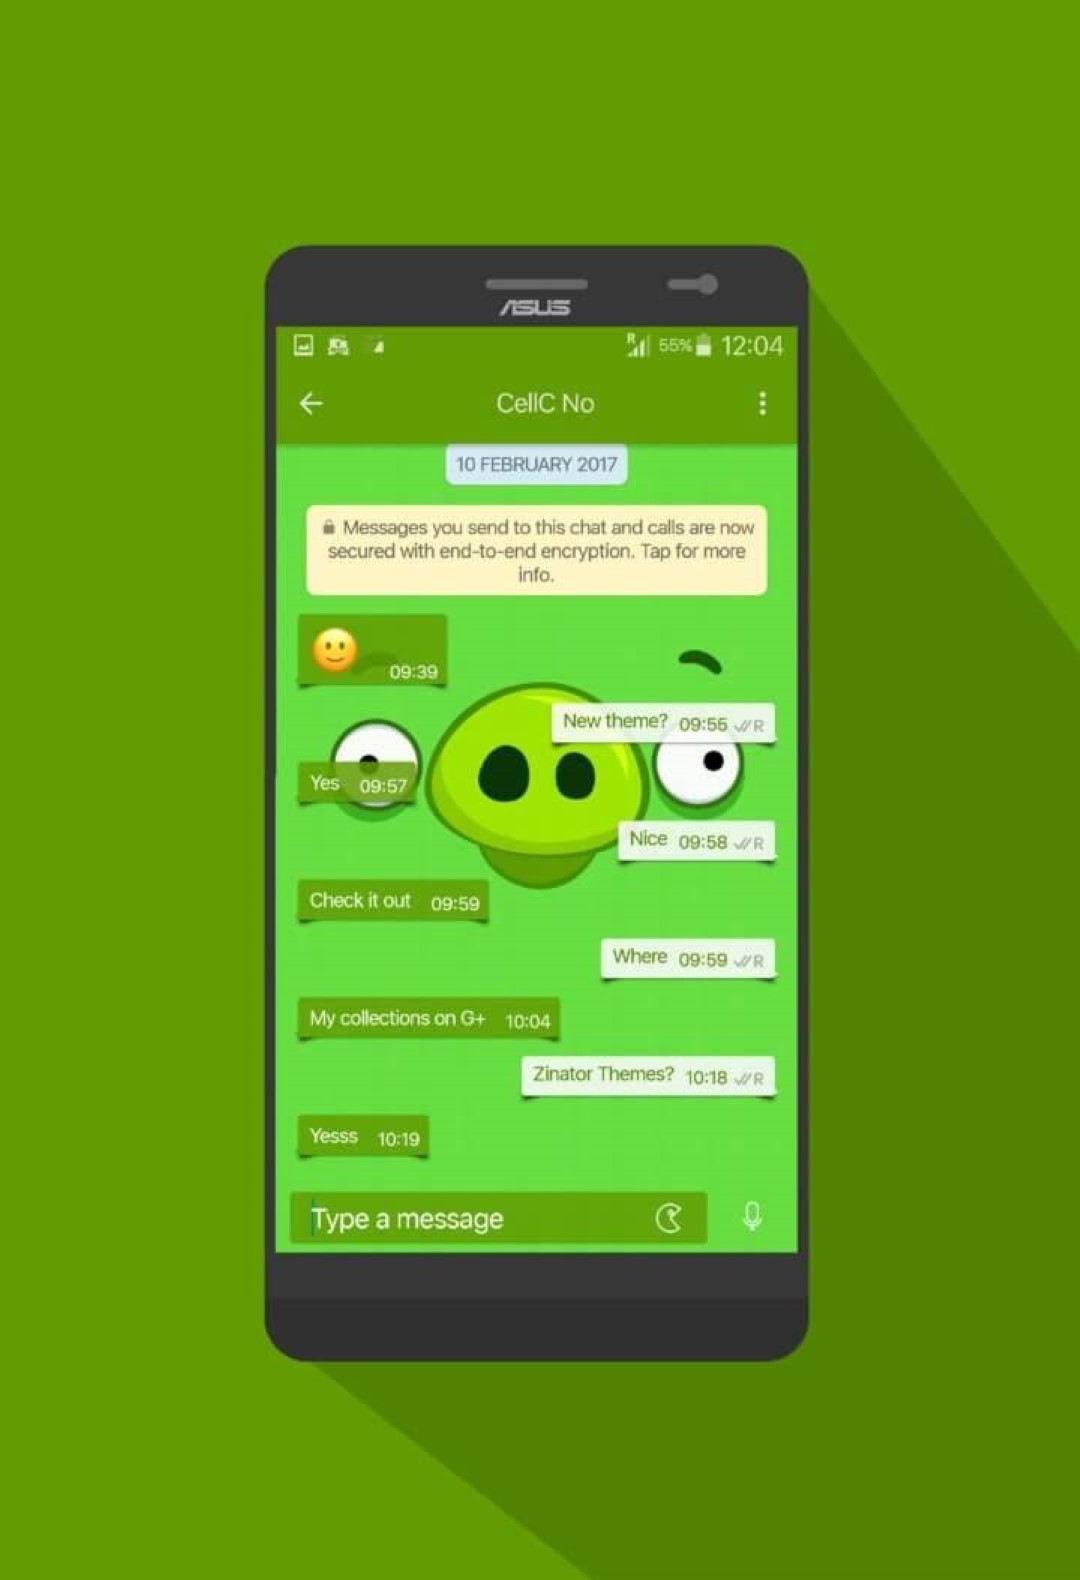 ASUS
R 55% 12:04
CellC No
10 FEBRUARY 2017
Messages you send to this chat and calls are now
secured with end-to-end encryption. Tap for more
info.
09:39
New theme? 09:55 R
Yes 09:57
Nice 09:58 R
Check it out 09:59
Where 09:59 R
My collections on G+ 10:04
Zinator Themes? 10:18 R
Yesss 10:19
Type a message